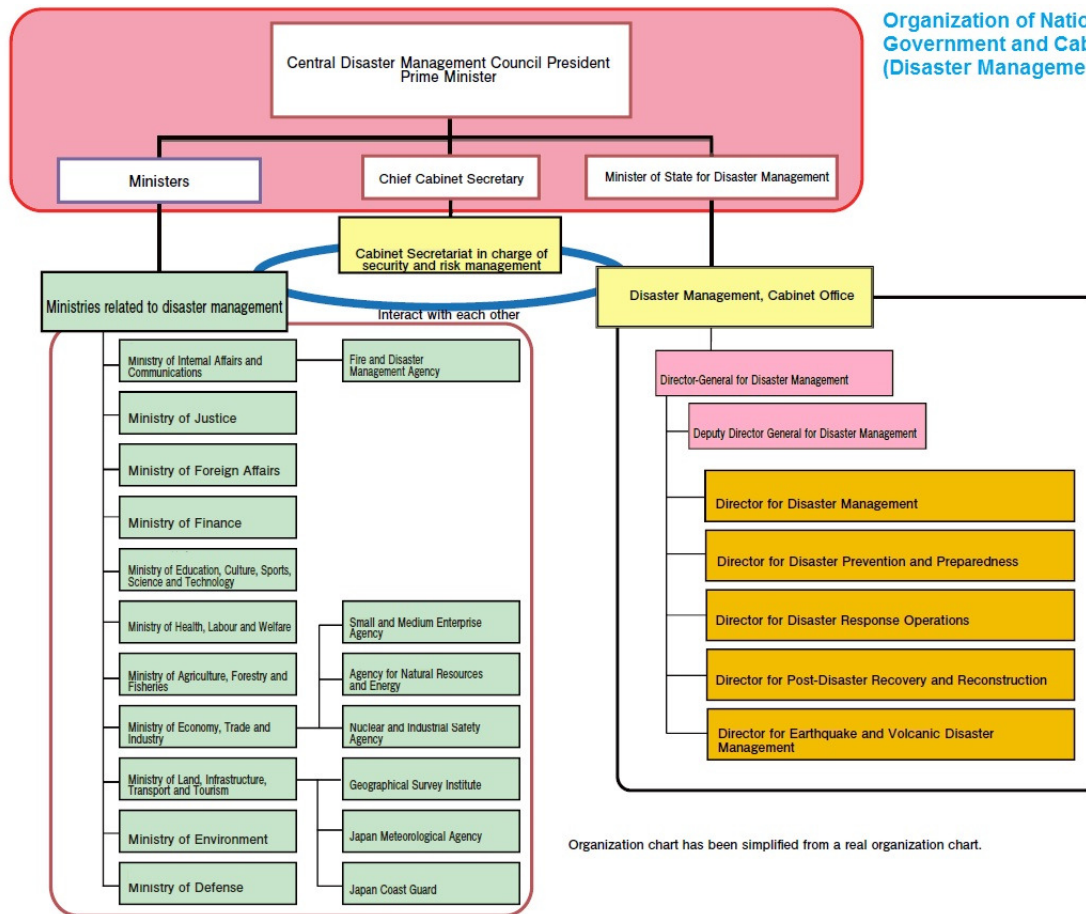 Organization of Natio
Government and Cab
(Disaster Manageme
Central Disaster Management Council President
Prime Minister
Ministers
Chief Cabinet Secretary
Minister of State for Disaster Management
Cabinet Secretariat in charge of
security and risk management
Ministries related to disaster management
Disaster Management, Cabinet Office
Interact with each other
Ministry of Internal Affairs and
Communications
Fire and Disaster
Management Agency
Ministry of Justice
Ministry of Foreign Affairs
Ministry of Finance
Ministry of Education, Culture, Sports,
Science and Technology
Ministry of Health, Labour and Welfare
Ministry of Agriculture, Forestry and
Fisheries
Ministry of Economy, Trade and
Industry
Small and Medium Enterprise
Agency
Agency for Natural Resources
and Energy
Nuclear and Industrial Safety
Agency
Ministry of Land, Infrastructure,
Transport and Tourism
Geographical Survey Institute
Japan Meteorological Agency
Japan Coast Guard
Ministry of Environment
Ministry of Defense
Director-General for Disaster Management
Deputy Director General for Disaster Management
Director for Disaster Management
Director for Disaster Prevention and Preparedness
Director for Disaster Response Operations
Director for Post-Disaster Recovery and Reconstruction
Director for Earthquake and Volcanic Disaster
Management
Organization chart has been simplified from a real organization chart.